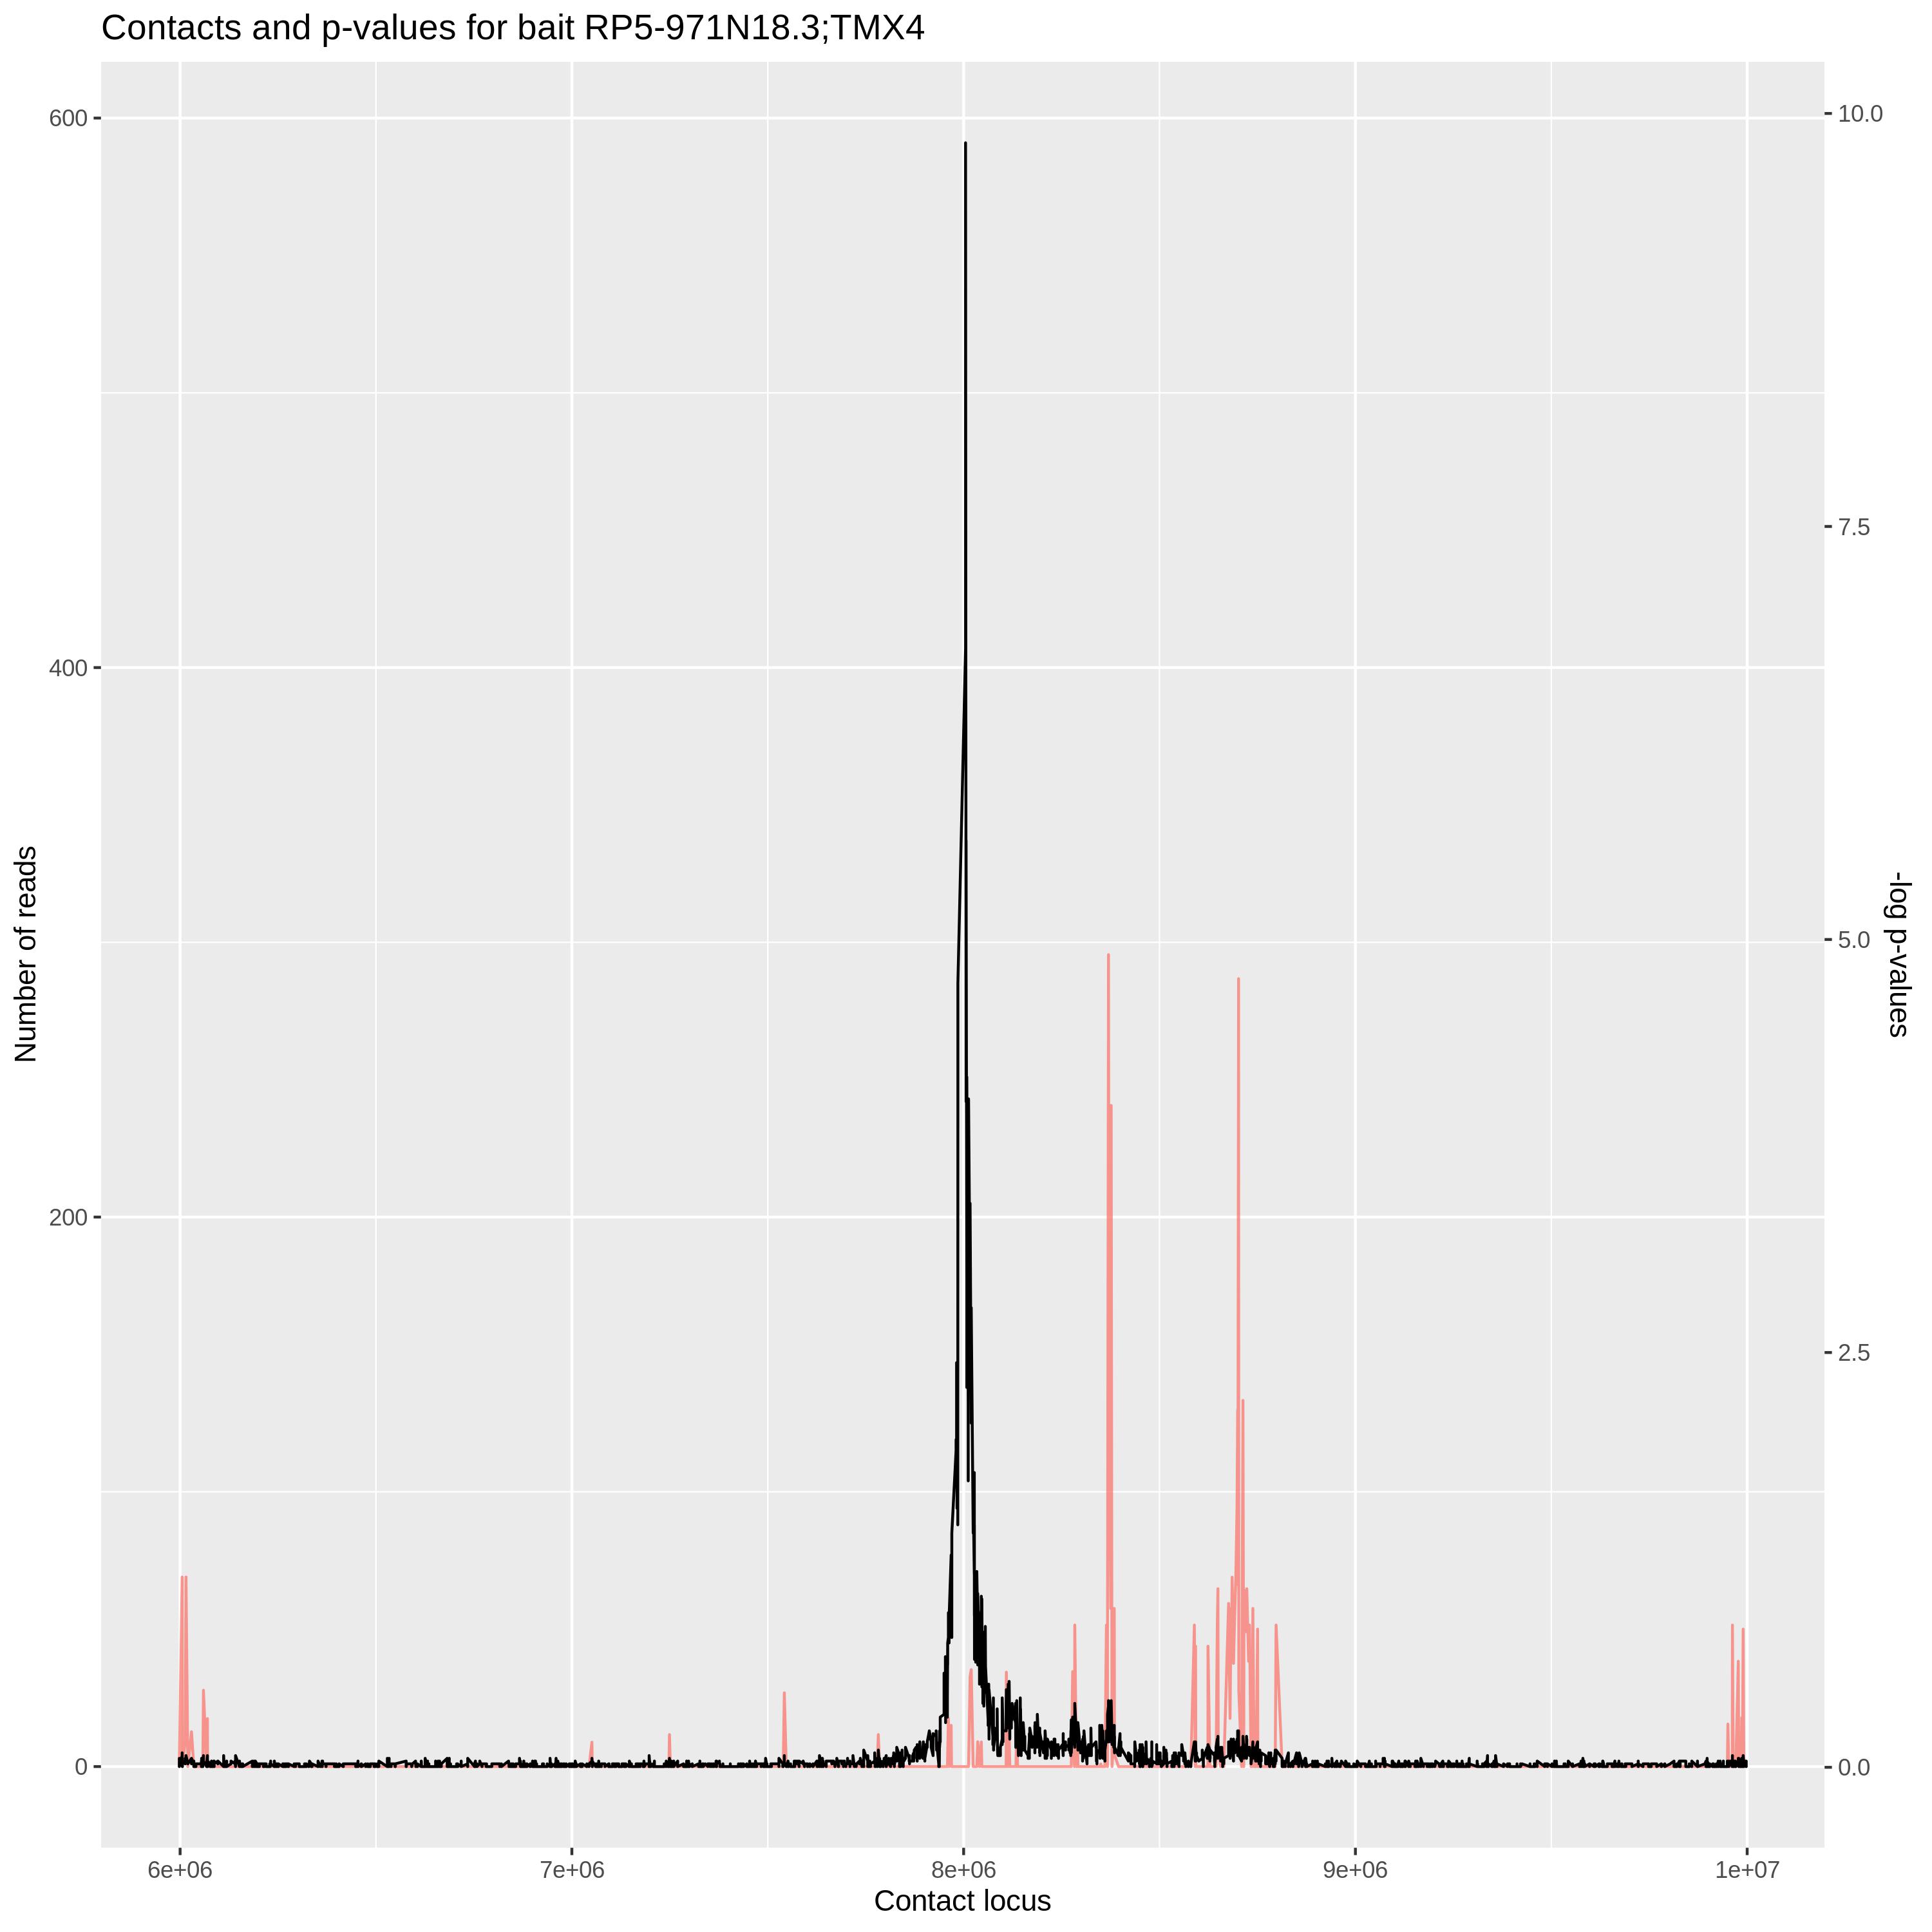 Contacts and p-values for bait RP5-971N18.3;TMX4
600
400
200
0
Number of reads
10.0
7.5
5.0
2.5
0.0
-log p-values
6e+06
7e+06
8e+06
9e+06
1e+07
Contact locus